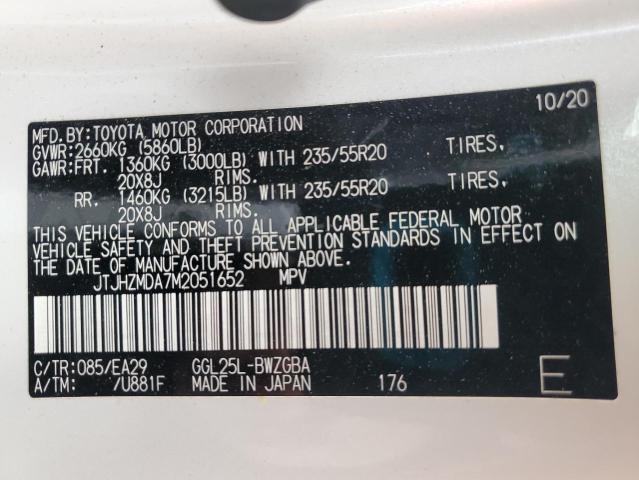 10/20
MFD.BY:TOYOTA MOTOR CORPORATION
GVWR:2660KG (5860LB)
GAWR:FRT. 1360KG (3000LB) WITH 235/55R20 TIRES,
20X8J RIMS.
RR. 1460KG (3215LB) WITH 235/55R20 TIRES,
20X8J RIMS.
THIS VEHICLE CONFORMS TO ALL APPLICABLE FEDERAL MOTOR
VEHICLE SAFETY AND THEFT PREVENTION STANDARDS IN EFFECT ON
THE DATE OF MANUFACTURE SHOWN ABOVE.
JTJHZMDA7M2051652 MPV
C/TR:085/EA29 GGL25L-BWZGBA
A/TM: /U881F MADE IN JAPAN 176 E